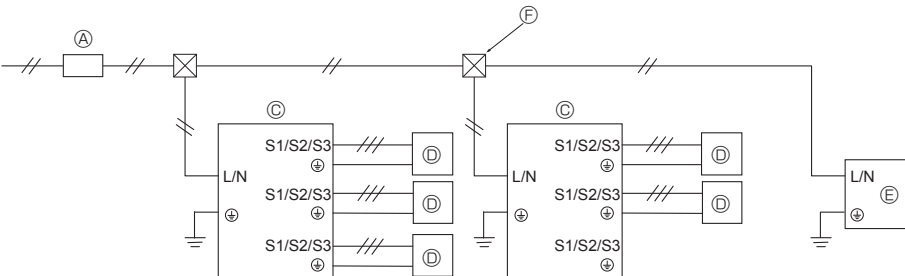 Ⓕ
Ⓐ
Ⓒ Ⓒ
S1/S2/S3 S1/S2/S3
Ⓓ Ⓓ
L/N L/N L/N
S1/S2/S3 S1/S2/S3
Ⓔ
Ⓓ Ⓓ
S1/S2/S3 S1/S2/S3
Ⓓ